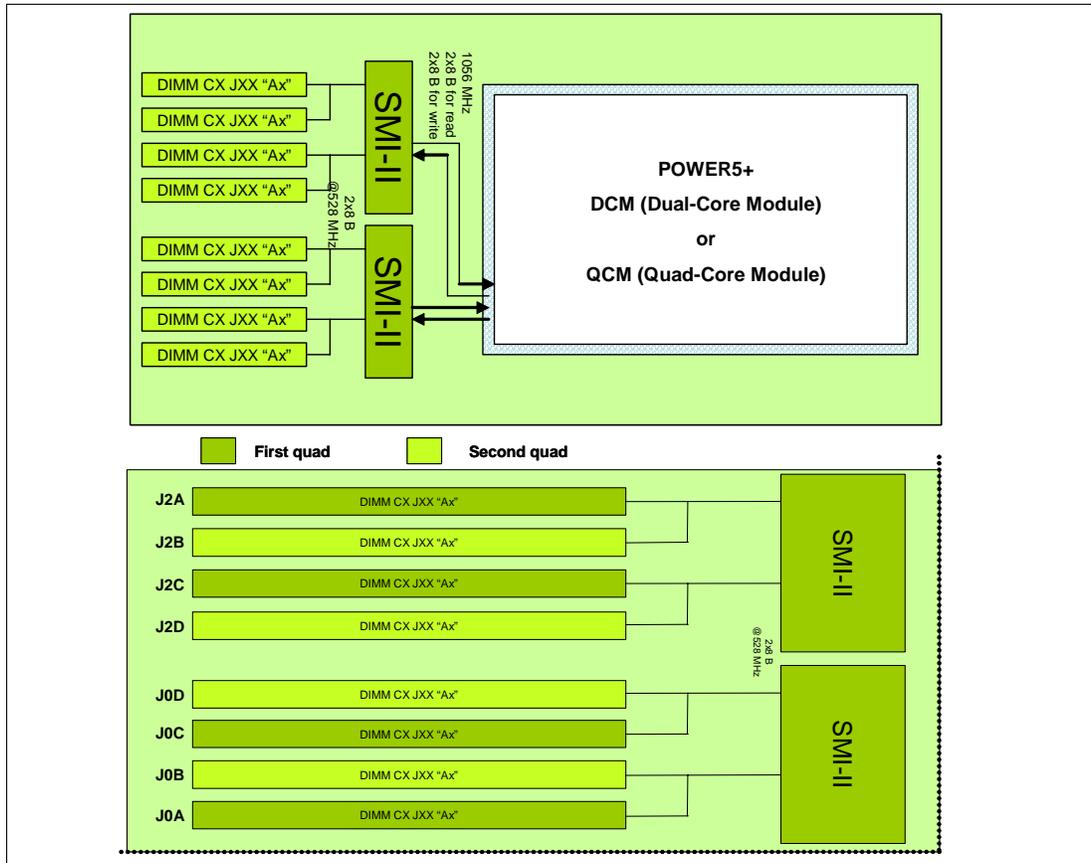 DIMM CX JXX “Ax”
DIMM CX JXX “Ax”
DIMM CX JXX “Ax”
DIMM CX JXX “Ax”
DIMM CX JXX “Ax”
DIMM CX JXX “Ax”
DIMM CX JXX “Ax”
DIMM CX JXX “Ax”
2x8 B
@528 MHz
SMI-II
SMI-II
1056 MHz
2x8 B for read
2x8 B for write
POWER5+
DCM (Dual-Core Module)
or
QCM (Quad-Core Module)
First quad
Second quad
J2A DIMM CX JXX “Ax”
J2B DIMM CX JXX “Ax”
J2C DIMM CX JXX “Ax”
J2D DIMM CX JXX “Ax”
J0D DIMM CX JXX “Ax”
J0C DIMM CX JXX “Ax”
J0B DIMM CX JXX “Ax”
J0A DIMM CX JXX “Ax”
2x8 B
@ 528 MHz
SMI-II
SMI-II